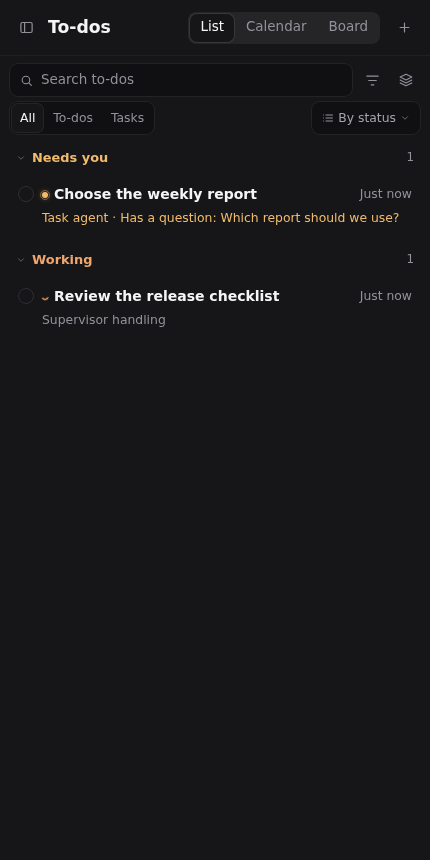 To-dos
List Calendar Board
Search to-dos
All To-dos Tasks
By status
Needs you 1
Choose the weekly report Just now
Task agent · Has a question: Which report should we use?
Working 1
Review the release checklist Just now
Supervisor handling